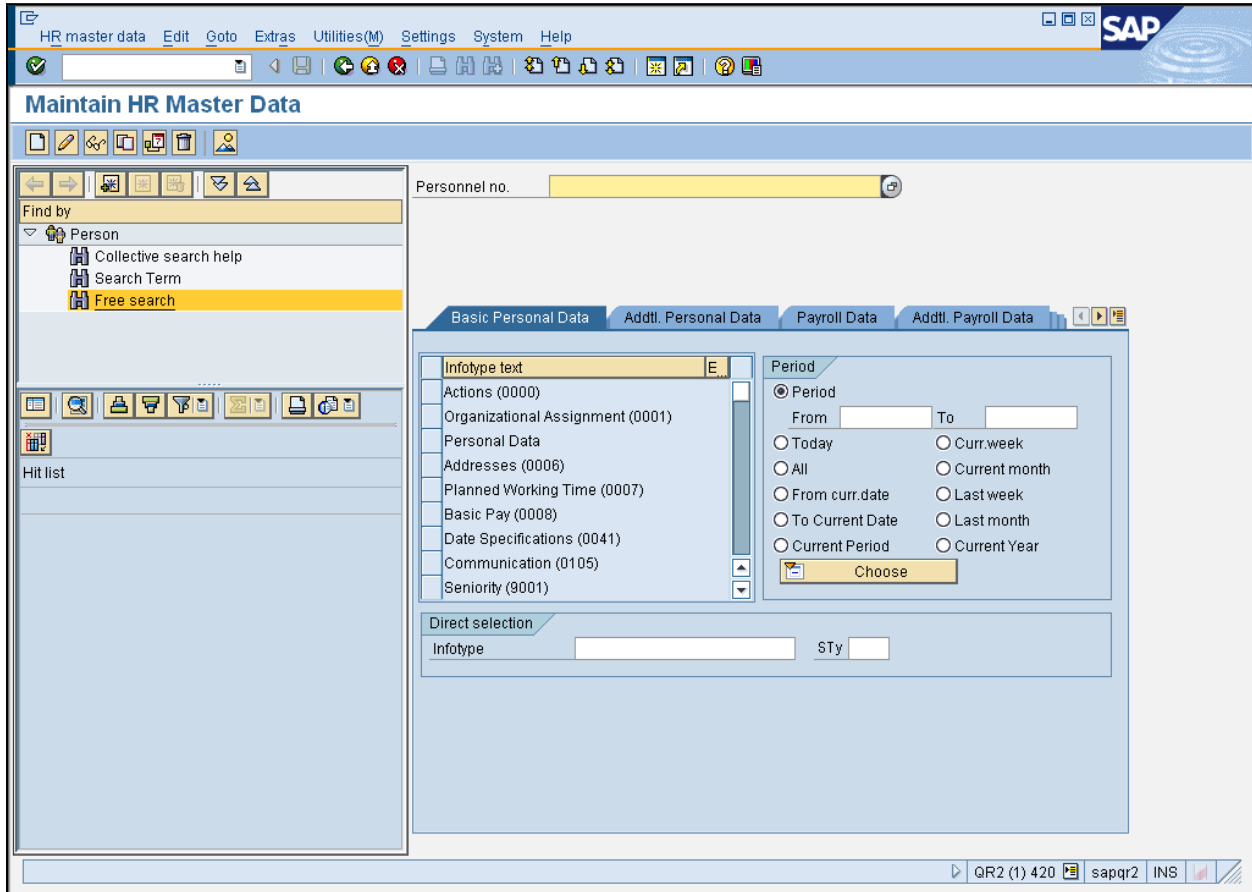 HR master data Edit Goto Extras Utilities(M) Settings System Help
SAP
Maintain HR Master Data
Find by
Person
Collective search help
Search Term
Free search
Hit list
Personnel no.
Basic Personal Data Addtl. Personal Data Payroll Data Addtl. Payroll Data
Infotype text E...
Actions (0000)
Organizational Assignment (0001)
Personal Data
Addresses (0006)
Planned Working Time (0007)
Basic Pay (0008)
Date Specifications (0041)
Communication (0105)
Seniority (9001)
Period
Period
From To
Today Curr.week
All Current month
From curr.date Last week
To Current Date Last month
Current Period Current Year
Choose
Direct selection
Infotype STy
QR2 (1) 420 sapqr2 INS